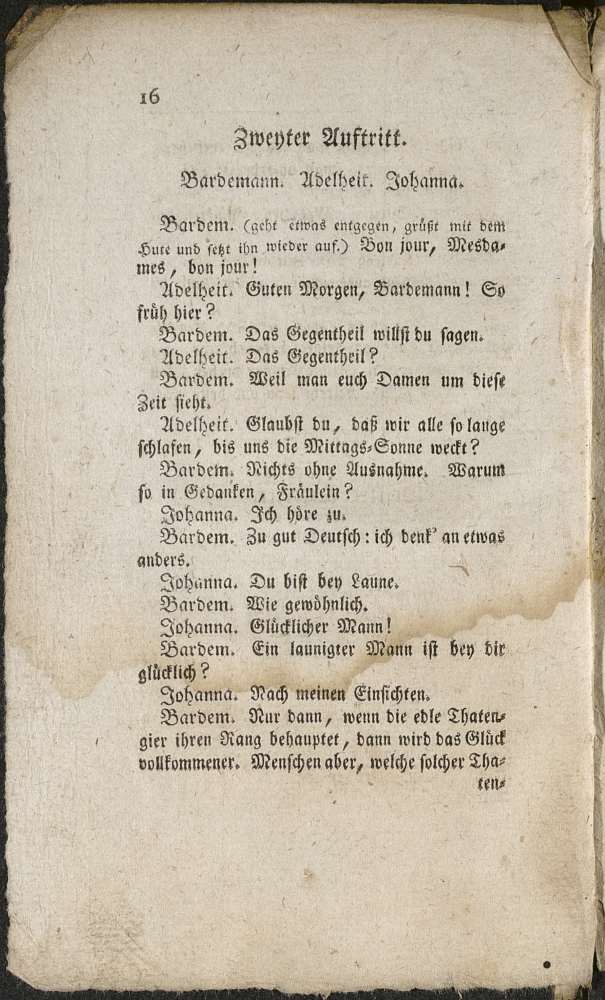 16
Zweyter Auftritt.
Bardemann. Adelheit. Johanna.
Bardem. (geht etwas entgegen, grüßt mit dem
Hute und setzt ihn wieder auf.) Bon jour, Mesda-
mes, bon jour!
Adelheit. Guten Morgen, Bardemann! So
früh hier?
Bardem. Das Gegentheil willst du sagen.
Adelheit. Das Gegentheil?
Bardem. Weil man euch Damen um diese
Zeit sieht.
Adelheit. Glaubst du, daß wir alle so lange
schlafen, bis uns die Mittags-Sonne weckt?
Bardem. Nichts ohne Ausnahme. Warum
so in Gedanken, Fräulein?
Johanna. Ich höre zu.
Bardem. Zu gut Deutsch: ich denk' an etwas
anders.
Johanna. Du bist bey Laune.
Bardem. Wie gewöhnlich.
Johanna. Glücklicher Mann!
Bardem. Ein launigter Mann ist bey dir
glücklich?
Johanna. Nach meinen Einsichten.
Bardem. Nur dann, wenn die edle Thaten-
gier ihren Rang behauptet, dann wird das Glück
vollkommener. Menschen aber, welche solcher Tha-
ten-